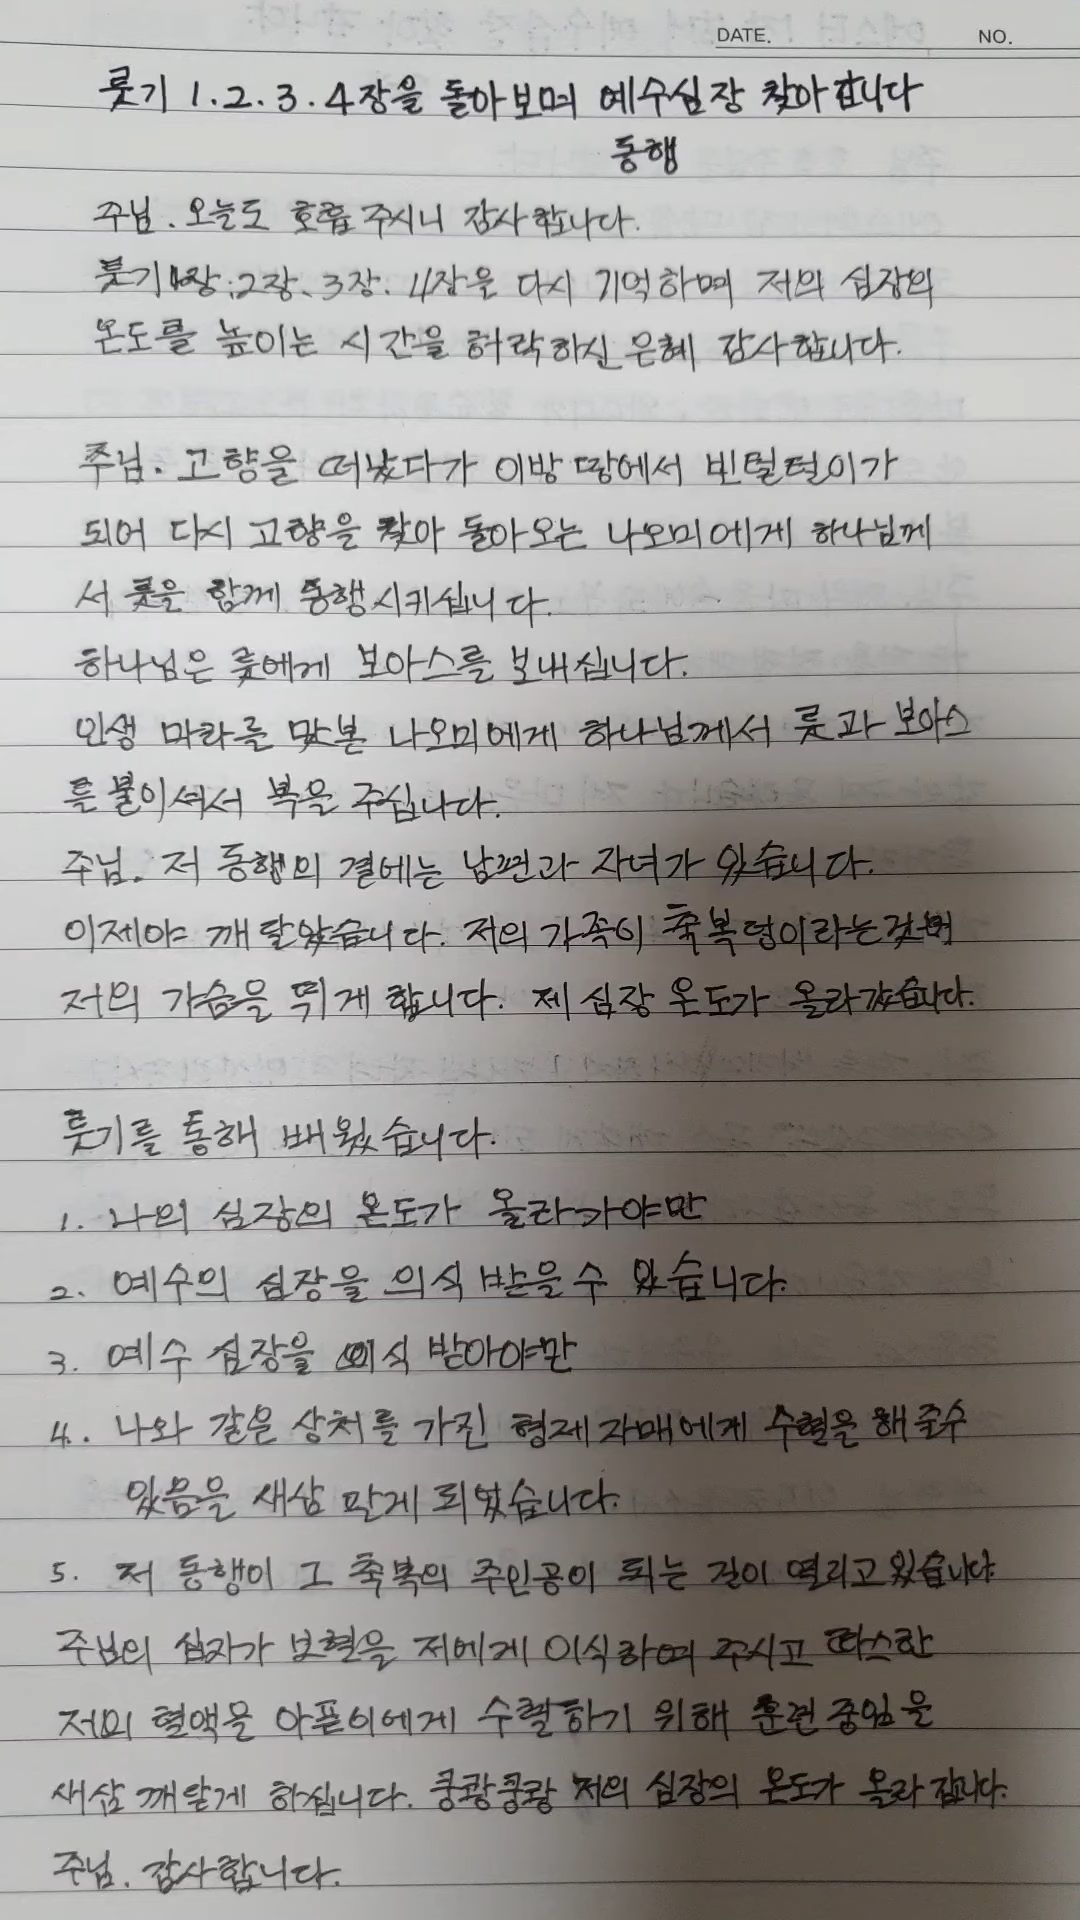 DATE. NO.
룻기 1.2.3.4장을 돌아보며 예수심장 찾아갑니다
동행
주님. 오늘도 호흡주시니 감사합니다.
룻기 1장.2장.3장.4장을 다시 기억하며 저의 심장의
온도를 높이는 시간을 허락하신 은혜 감사합니다.
주님. 고향을 떠났다가 이방 땅에서 빈털털이가
되어 다시 고향을 찾아 돌아오는 나오미에게 하나님께
서 룻을 함께 동행시키십니다.
하나님은 룻에게 보아스를 보내십니다.
인생 마라를 맛본 나오미에게 하나님께서 룻과 보아스
를 붙이셔서 복을 주십니다.
주님. 저 동행의 곁에는 남편과 자녀가 있습니다.
이제야 깨달았습니다. 저의 가족이 축복덩이라는것에
저의 가슴을 뛰게 합니다. 제 심장 온도가 올라갔습니다.
룻기를 통해 배웠습니다.
1. 나의 심장의 온도가 올라가야만
2. 예수의 심장을 의식 받을수 있습니다.
3. 예수 심장을 이식 받아야만
4. 나와 같은 상처를 가진 형제자매에게 수혈을 해줄수
있음을 새삼 깔게 되었습니다.
5. 저 동행이 그 축복의 주인공이 되는 길이 열리고있습니다
주님의 십자가 보혈을 저에게 이식하여 주시고 따스한
저의 혈액을 아픈이에게 수혈하기 위해 훈련중임을
새삼 깨닫게 하십니다. 쿵쾅쿵쾅 저의 심장의 온도가 올라갑니다.
주님. 감사합니다.